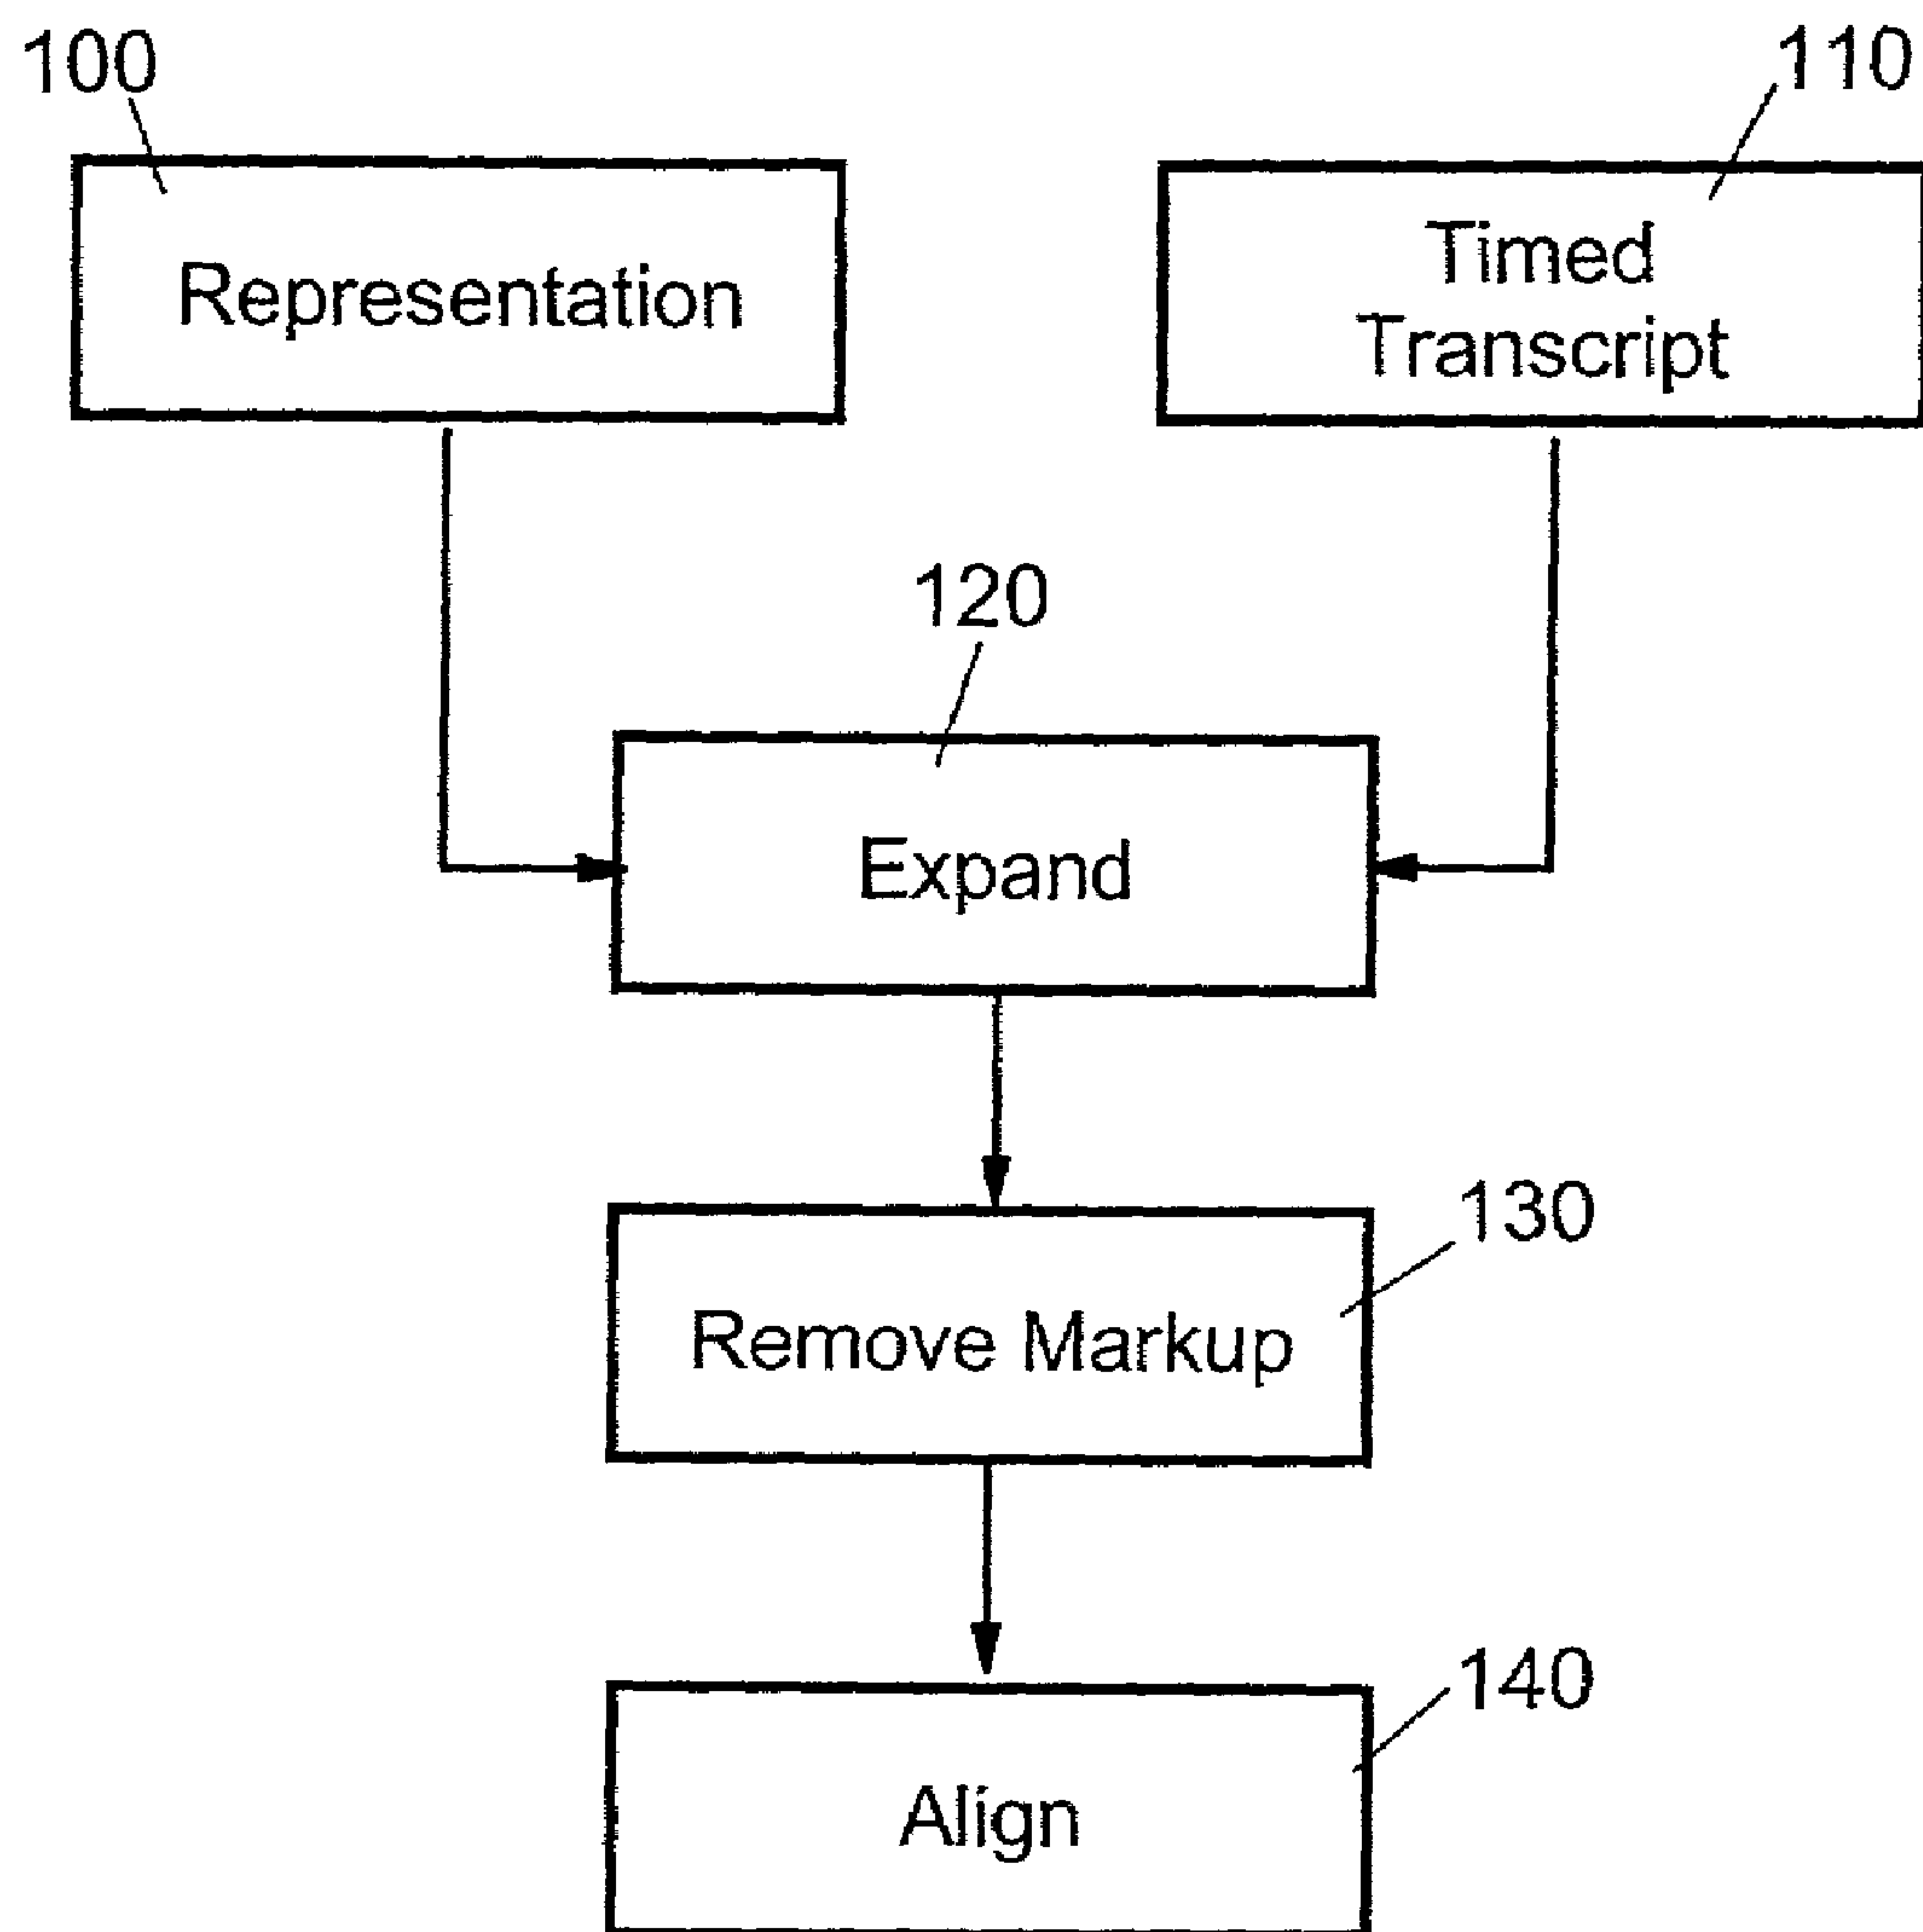 100
110
Representation
Timed
Transcript
120
Expand
130
Remove Markup
140
Align